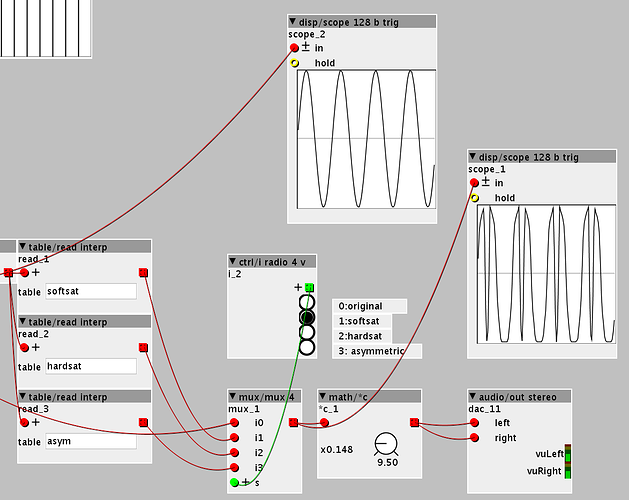 disp/scope 128 b trig
scope_2
± in
hold
disp/scope 128 b trig
scope_1
± in
hold
table/read interp
read_1
+
table softsat
table/read interp
read_2
+
table hardsat
table/read interp
read_3
+
table asym
ctrl/i radio 4 v
i_2
+
0:original
1:softsat
2:hardsat
3: asymmetric
mux/mux 4
mux_1
i0
i1
i2
i3
+ s
math/*c
*c_1
x0.148
9.50
audio/out stereo
dac_11
left
right
vuLeft
vuRight